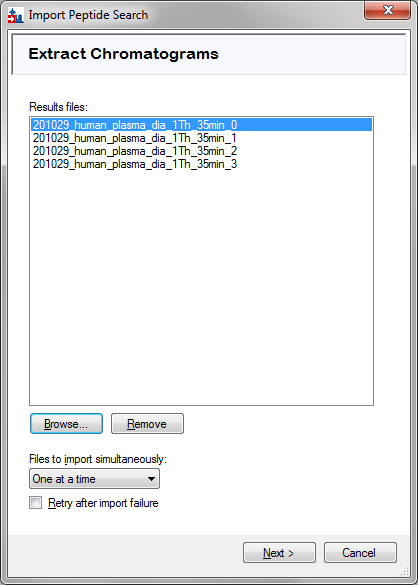 Import Peptide Search
Extract Chromatograms
Results files:
201029_human_plasma_dia_1Th_35min_0
201029_human_plasma_dia_1Th_35min_1
201029_human_plasma_dia_1Th_35min_2
201029_human_plasma_dia_1Th_35min_3
Browse... Remove
Files to import simultaneously:
One at a time
Retry after import failure
Next > Cancel